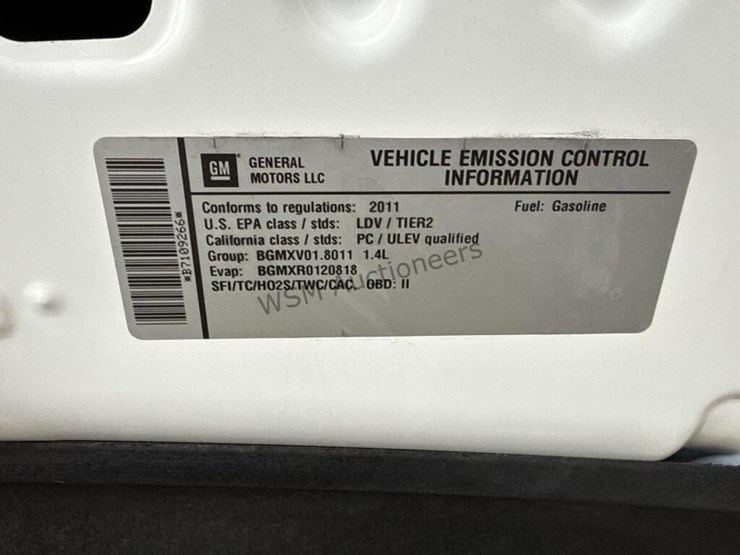 GM
GENERAL
MOTORS LLC
VEHICLE EMISSION CONTROL
INFORMATION
Conforms to regulations: 2011
Fuel: Gasoline
U.S. EPA class / stds: LDV / TIER2
California class / stds: PC / ULEV qualified
Group: BGMXV01.8011 1.4L
Evap: BGMXR0120818
SFI/TC/HO2S/TWC/CAC, OBD: II
*B7109266*
WSM Auctioneers